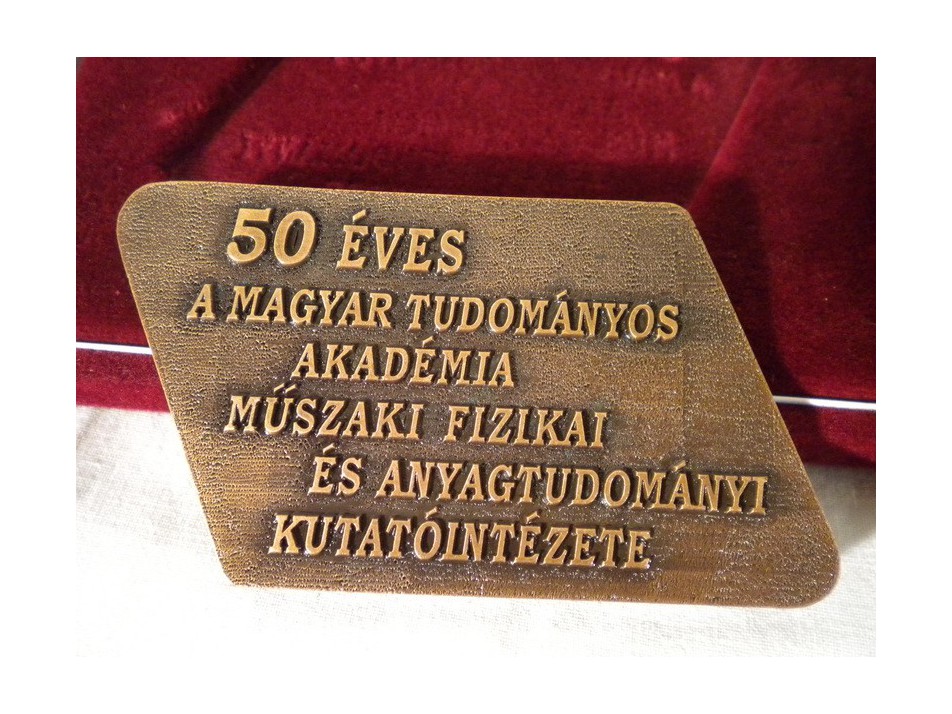 50 ÉVES
A MAGYAR TUDOMÁNYOS
AKADÉMIA
MŰSZAKI FIZIKAI
ÉS ANYAGTUDOMÁNYI
KUTATÓINTÉZETE